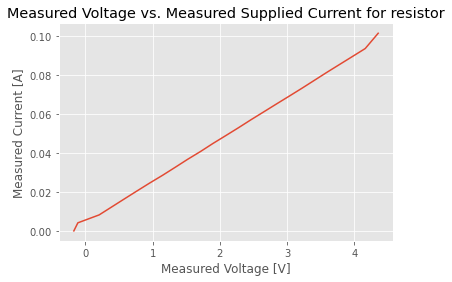 Measured Voltage vs. Measured Supplied Current for resistor
0.10
0.08
0.06
0.04
0.02
0.00
Measured Current [A]
0 1 2 3 4
Measured Voltage [V]